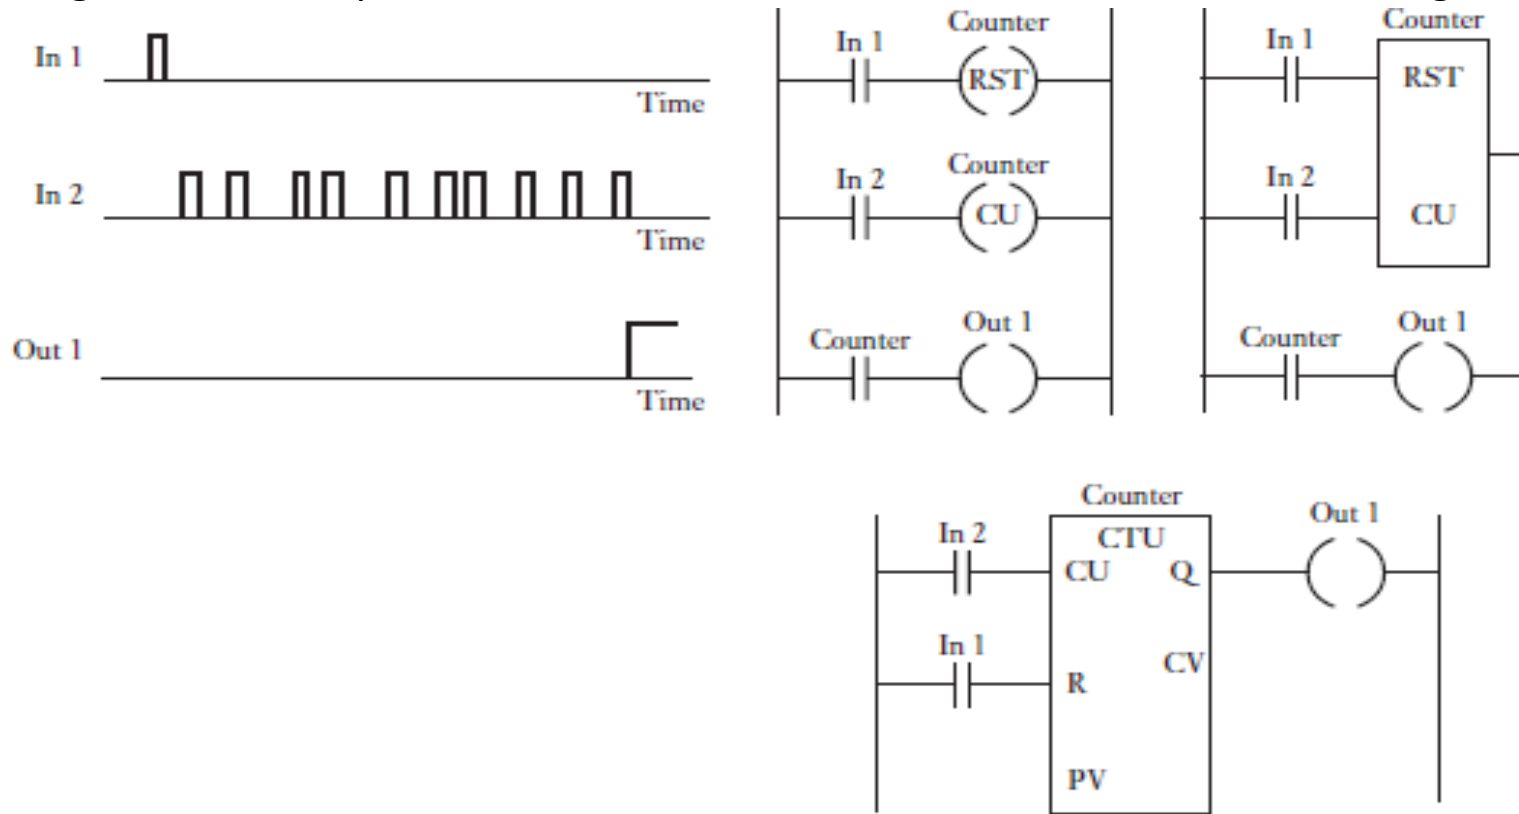 In 1
Time
In 2
Time
Out 1
Time
Counter
In 1
RST
Counter
In 2
CU
Out 1
Counter
Counter
In 1
RST
In 2
CU
Out 1
Counter
Counter
In 2
CTU
CU
Q
Out 1
In 1
CV
R
PV